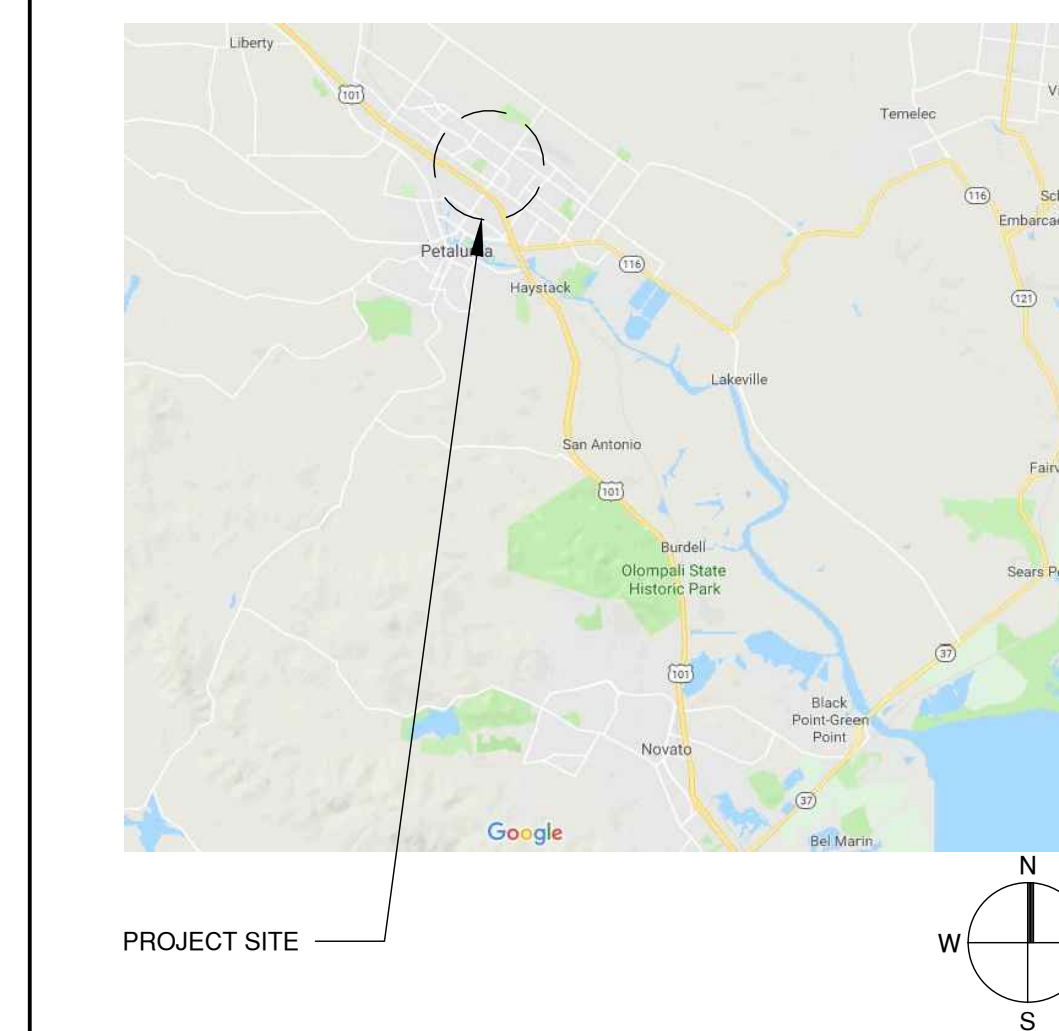 Liberty
101
Temelec
116
Petaluma
116
Haystack
121
Lakeville
San Antonio
101
Burdell
Olompali State
Historic Park
37
101
Black
Point-Green
Point
Novato
37
Google
Bel Marin
N
PROJECT SITE
W
S